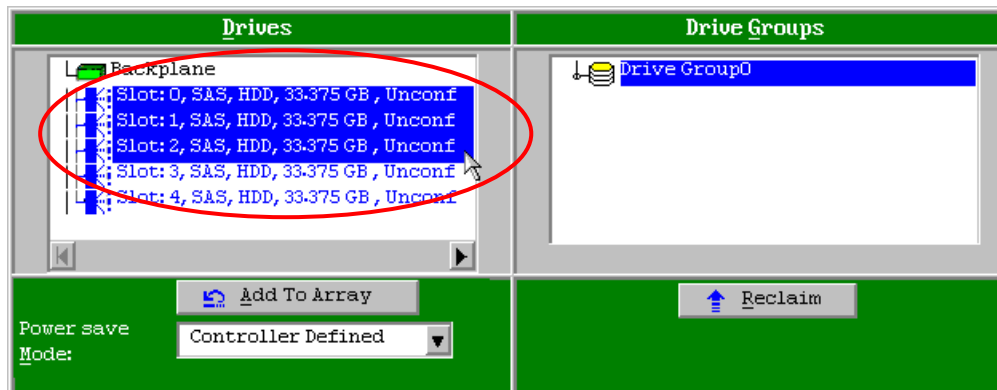 Drives
Drive Groups
Backplane
Slot: 0, SAS, HDD, 33.375 GB , Unconf
Slot: 1, SAS, HDD, 33.375 GB , Unconf
Slot: 2, SAS, HDD, 33.375 GB , Unconf
Slot: 3, SAS, HDD, 33.375 GB , Unconf
Slot: 4, SAS, HDD, 33.375 GB , Unconf
Drive Group0
Add To Array
Reclaim
Power save
Mode:
Controller Defined